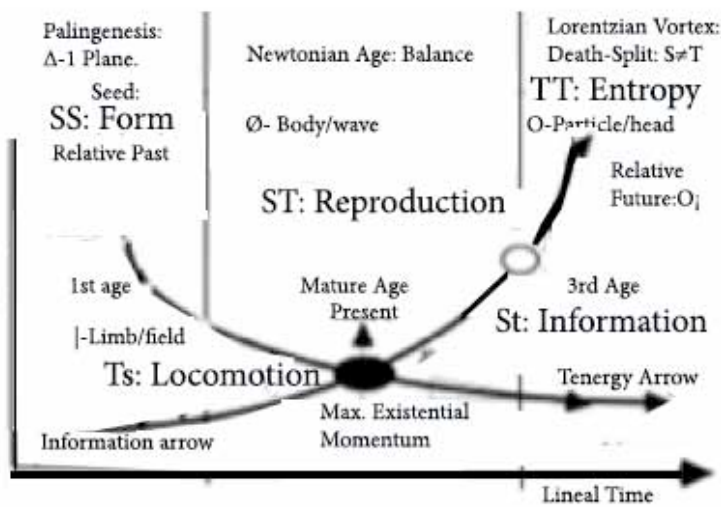 Palingenesis:
Δ-1 Plane.
Seed:
SS: Form
Relative Past
Newtonian Age: Balance
Ø- Body/wave
ST: Reproduction
Lorentzian Vortex:
Death-Split: S≠T
TT: Entropy
O-Particle/head
Relative
Future:O¡
1st age
|-Limb/field
Ts: Locomotion
Information arrow
Mature Age
Present
Max. Existential
Momentum
3rd Age
St: Information
Tenergy Arrow
Lineal Time